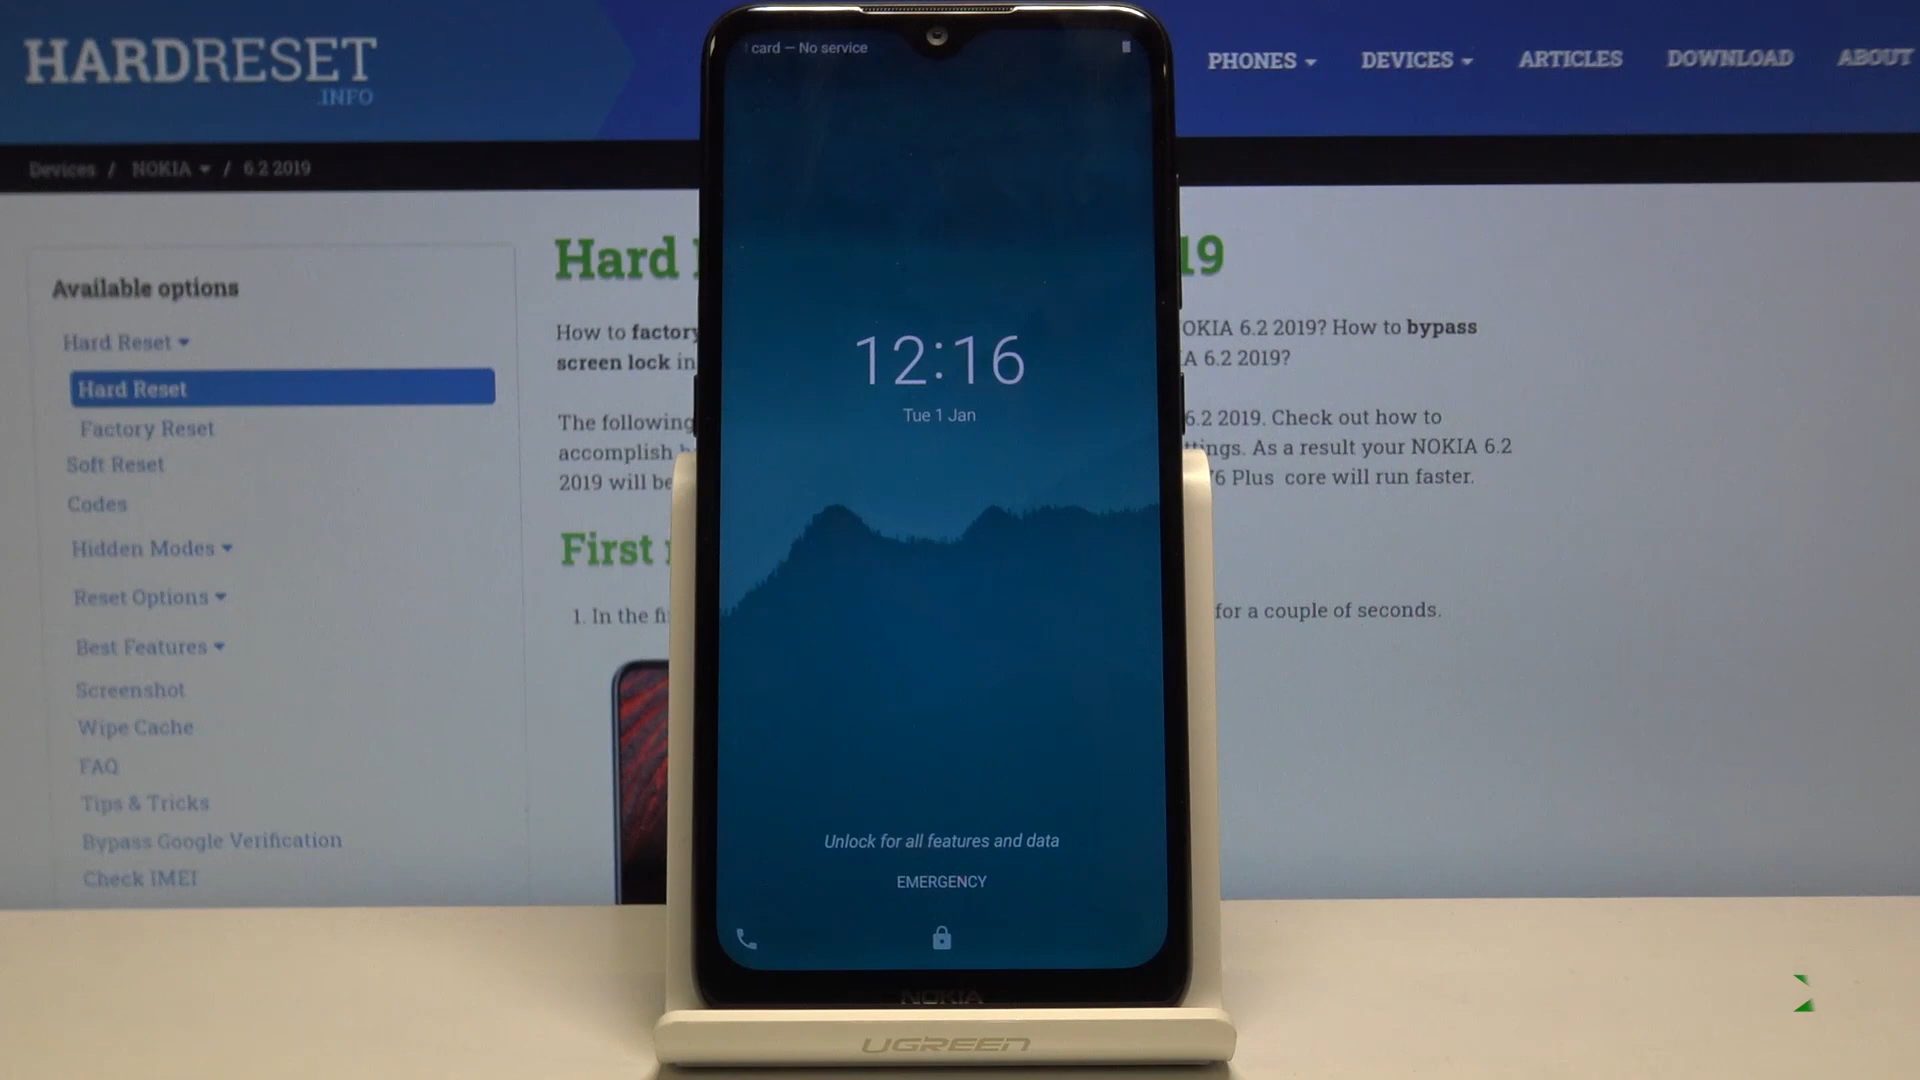 HARDRESET
.INFO
PHONES
DEVICES
ARTICLES
DOWNLOAD
ABOUT
Devices / NOKIA / 6.2 2019
Available options
Hard Reset
Hard Reset
Factory Reset
Soft Reset
Codes
Hidden Modes
Reset Options
Best Features
Screenshot
Wipe Cache
FAQ
Tips & Tricks
Bypass Google Verification
Check IMEI
Hard
19
How to factory
OKIA 6.2 2019? How to bypass
screen lock in
A 6.2 2019?
The following
6.2 2019. Check out how to
accomplish
ings. As a result your NOKIA 6.2
2019 will be
6 Plus core will run faster.
First
1. In the fi
for a couple of seconds.
card – No service
12:16
Tue 1 Jan
Unlock for all features and data
EMERGENCY
NOKIA
UGREEN